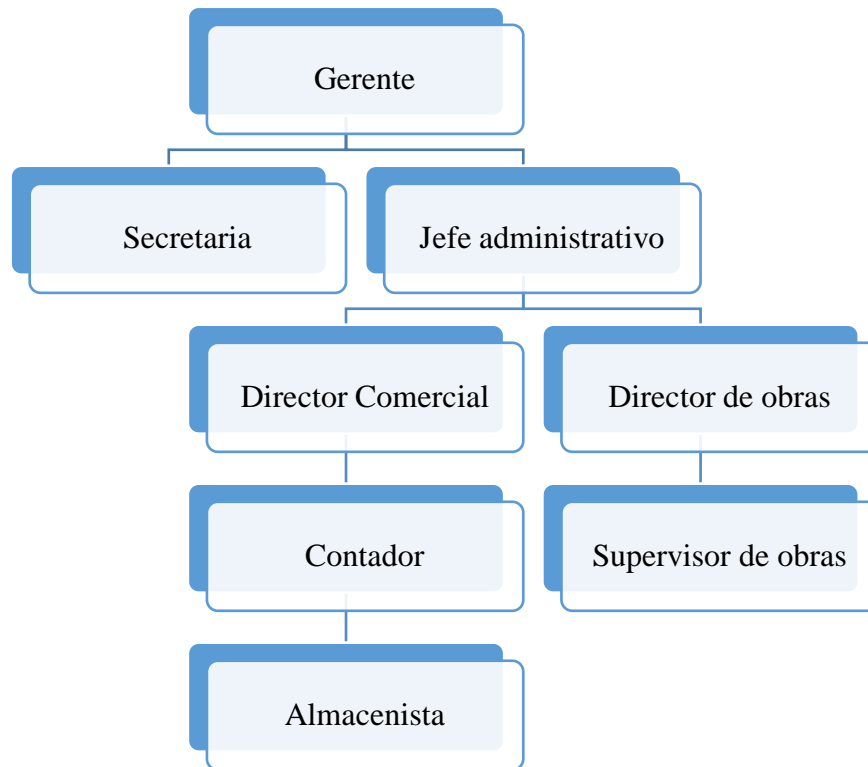 Gerente
Secretaria
Jefe administrativo
Director Comercial
Director de obras
Contador
Supervisor de obras
Almacenista